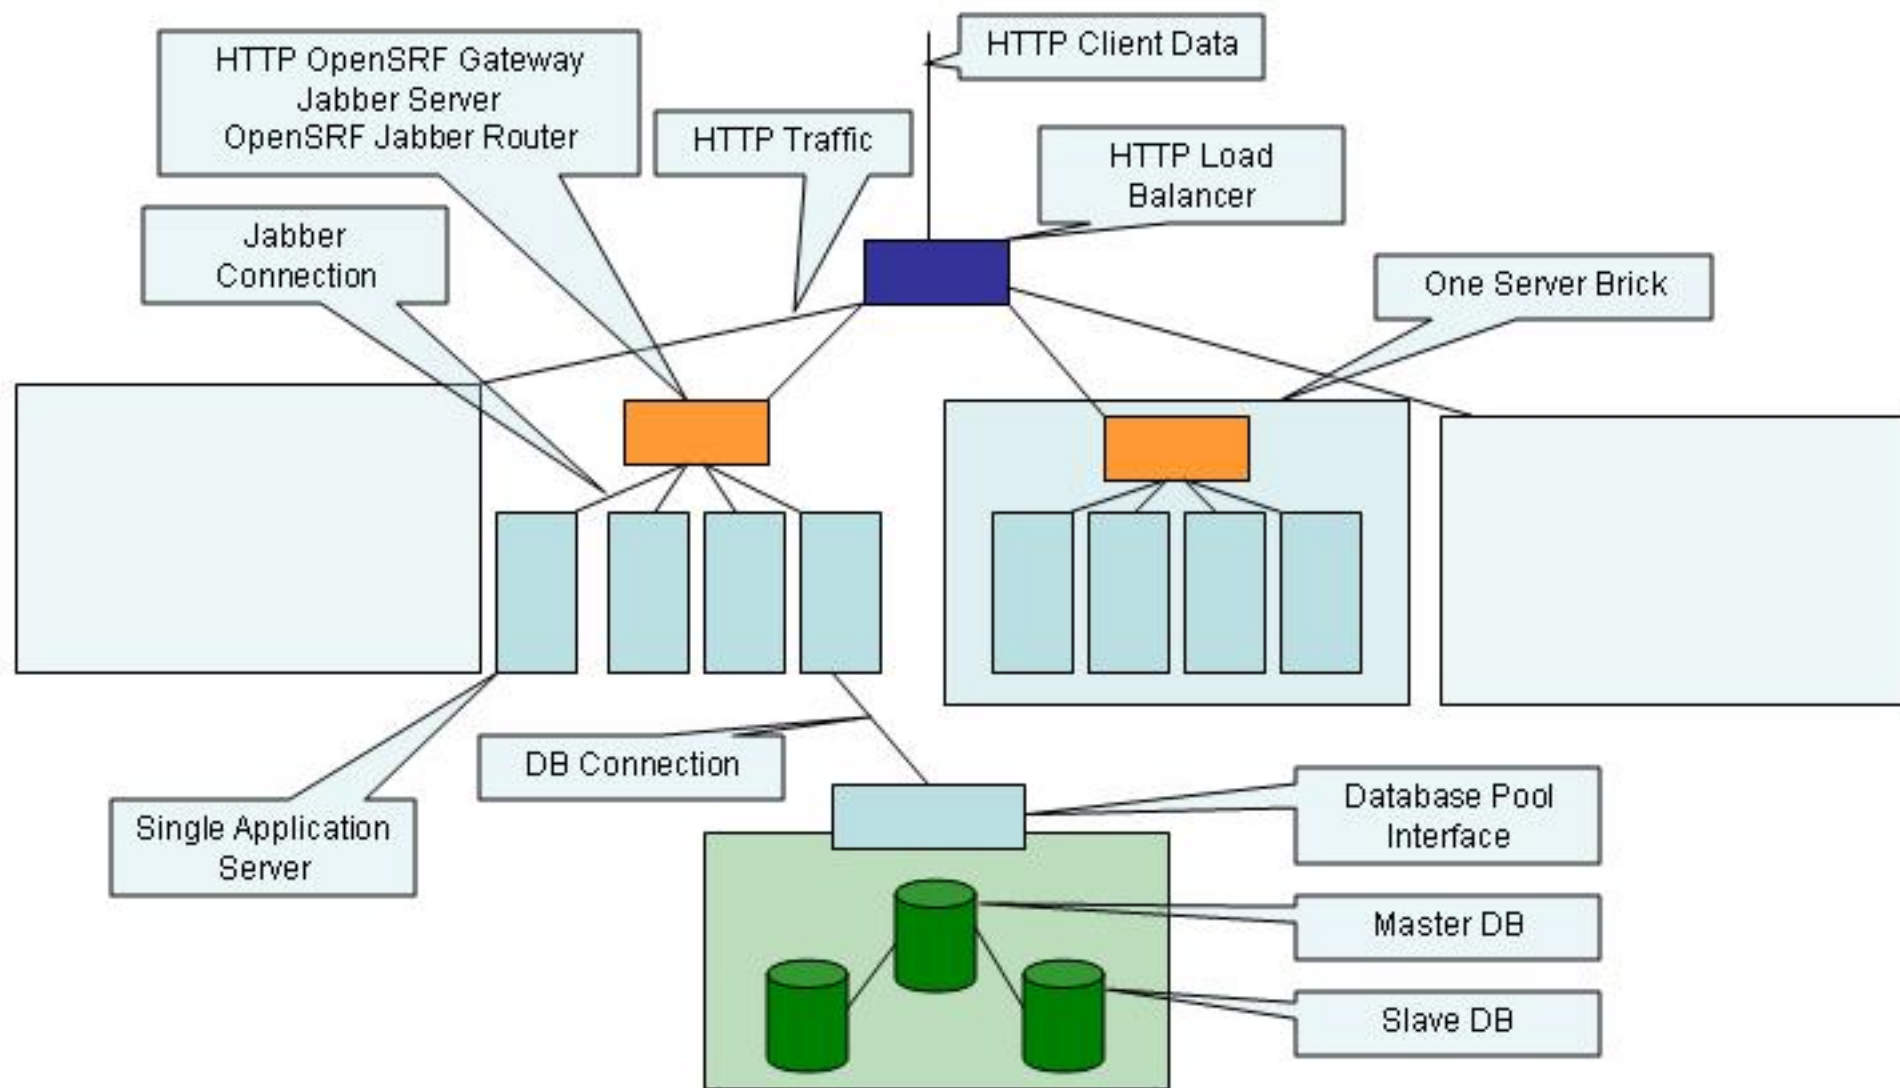 HTTP OpenSRF Gateway
Jabber Server
OpenSRF Jabber Router
HTTP Client Data
HTTP Traffic
HTTP Load
Balancer
Jabber
Connection
One Server Brick
DB Connection
Single Application
Server
Database Pool
Interface
Master DB
Slave DB